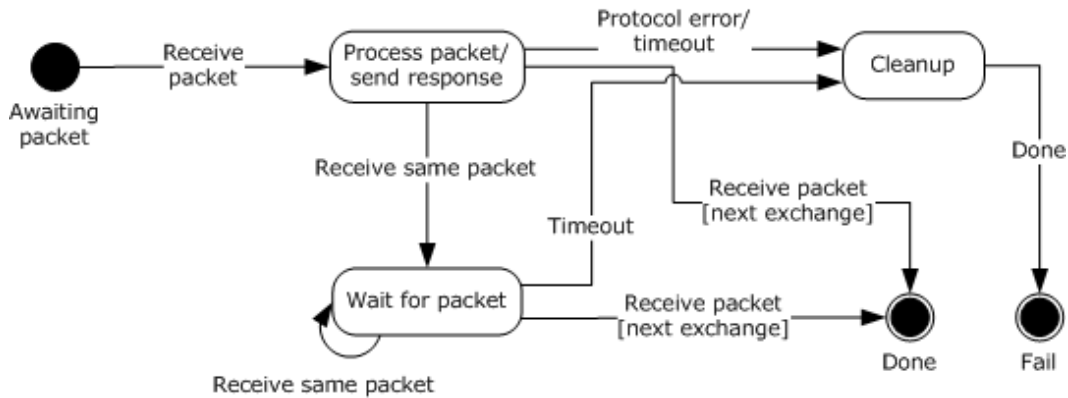 Protocol error/
timeout
Receive
packet
Process packet/
send response
Cleanup
Awaiting
packet
Done
Receive same packet
Receive packet
[next exchange]
Timeout
Wait for packet
Receive packet
[next exchange]
Done
Fail
Receive same packet